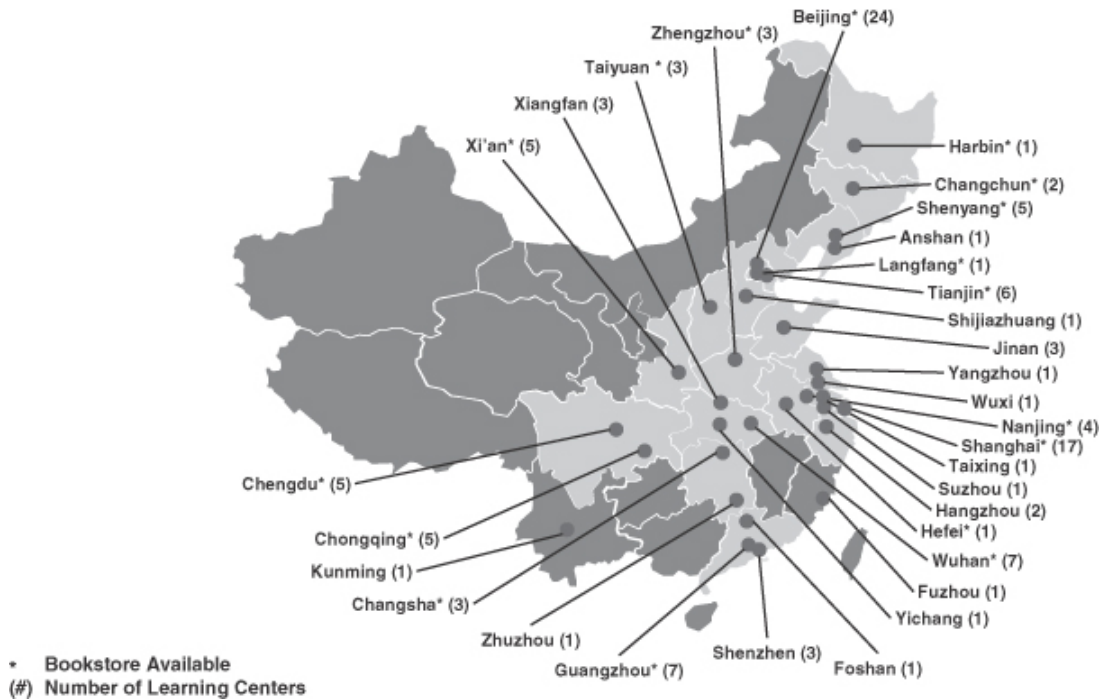 Beijing* (24)
Zhengzhou* (3)
Taiyuan * (3)
Xiangfan (3)
Xi'an* (5)
Harbin* (1)
Changchun* (2)
Shenyang* (5)
Anshan (1)
Langfang* (1)
Tianjin* (6)
Shijiazhuang (1)
Jinan (3)
Yangzhou (1)
Wuxi (1)
Nanjing* (4)
Shanghai* (17)
Taixing (1)
Suzhou (1)
Hangzhou (2)
Hefei* (1)
Wuhan* (7)
Fuzhou (1)
Yichang (1)
Foshan (1)
Chengdu* (5)
Chongqing* (5)
Kunming (1)
Changsha* (3)
Zhuzhou (1)
Guangzhou* (7)
Shenzhen (3)
* Bookstore Available
(#) Number of Learning Centers